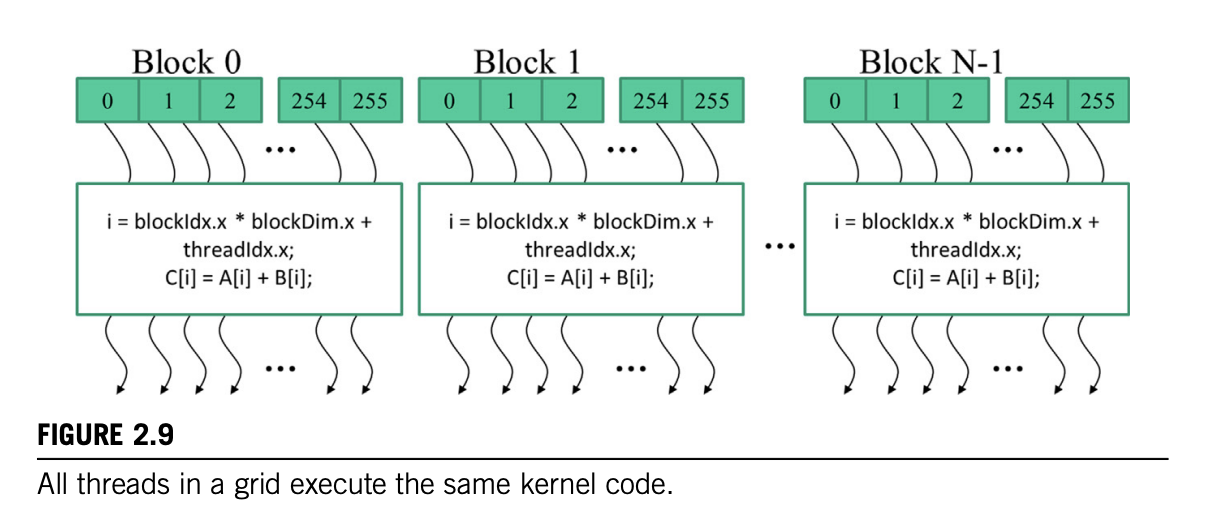 Block 0 Block 1 Block N-1
0 1 2 254 255 0 1 2 254 255 0 1 2 254 255
... ... ...
i = blockIdx.x * blockDim.x +
threadIdx.x;
C[i] = A[i] + B[i];
i = blockIdx.x * blockDim.x +
threadIdx.x;
C[i] = A[i] + B[i];
...
i = blockIdx.x * blockDim.x +
threadIdx.x;
C[i] = A[i] + B[i];
... ... ...
FIGURE 2.9
All threads in a grid execute the same kernel code.